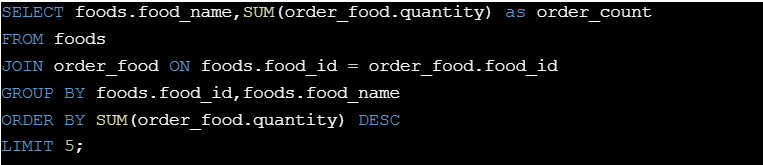 SELECT foods.food_name,SUM(order_food.quantity) as order_count
FROM foods
JOIN order_food ON foods.food_id = order_food.food_id
GROUP BY foods.food_id,foods.food_name
ORDER BY SUM(order_food.quantity) DESC
LIMIT 5;